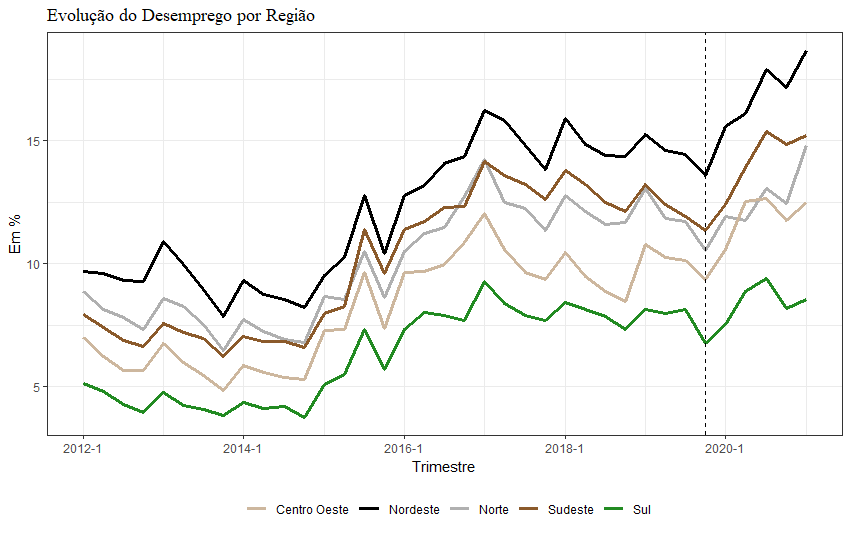 Evolução do Desemprego por Região
15
10
5
Em %
2012-1 2014-1 2016-1 2018-1 2020-1
Trimestre
Centro Oeste Nordeste Norte Sudeste Sul